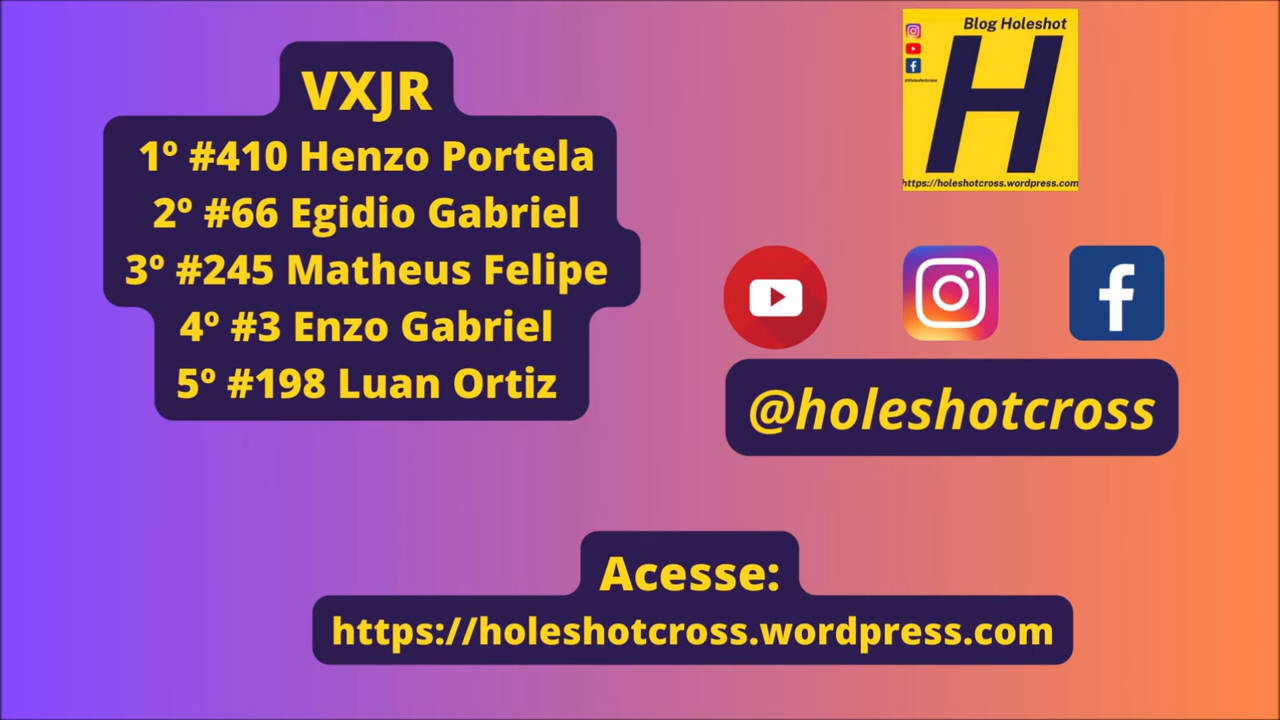 VXJR
1º #410 Henzo Portela
2º #66 Egidio Gabriel
3º #245 Matheus Felipe
4º #3 Enzo Gabriel
5º #198 Luan Ortiz
Blog Holeshot
@holeshotcross
H
https://holeshotcross.wordpress.com
@holeshotcross
Acesse:
https://holeshotcross.wordpress.com